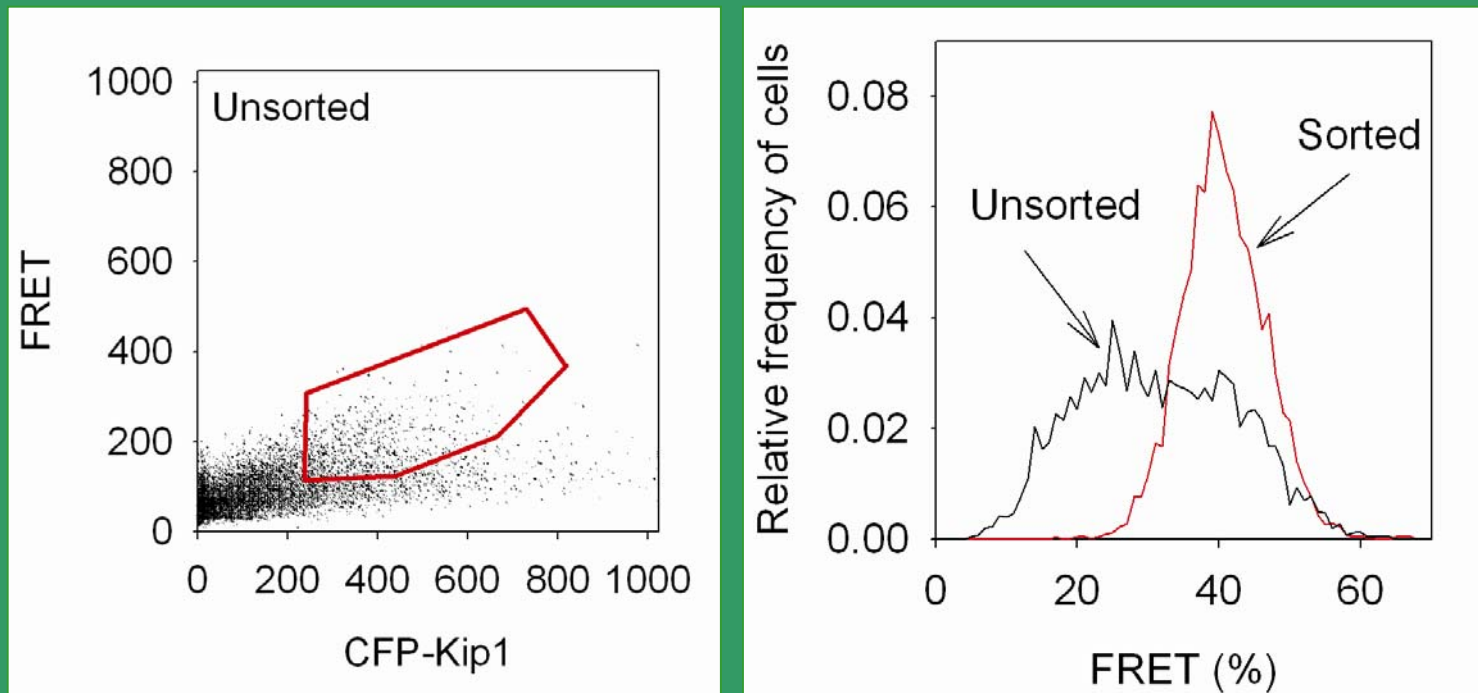 Unsorted
FRET
1000
800
600
400
200
0
0 200 400 600 800 1000
CFP-Kip1
Relative frequency of cells
0.08
0.06
0.04
0.02
0.00
Sorted
Unsorted
0 20 40 60
FRET (%)